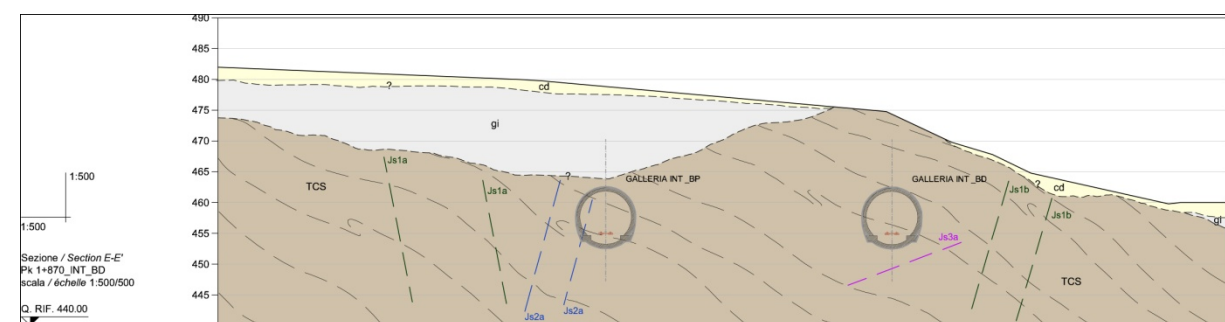 490
485
480
475
470
465
460
455
450
445
?
cd
gi
Js1a
TCS
Js1a
?
GALLERIA INT_BP
GALLERIA INT_BD
Js1b
?
cd
Js1b
gi
Js3a
TCS
Js2a
Js2a
1:500
1:500
Sezione / Section E-E'
Pk 1+870_INT_BD
scala / échelle 1:500/500
Q. RIF. 440.00